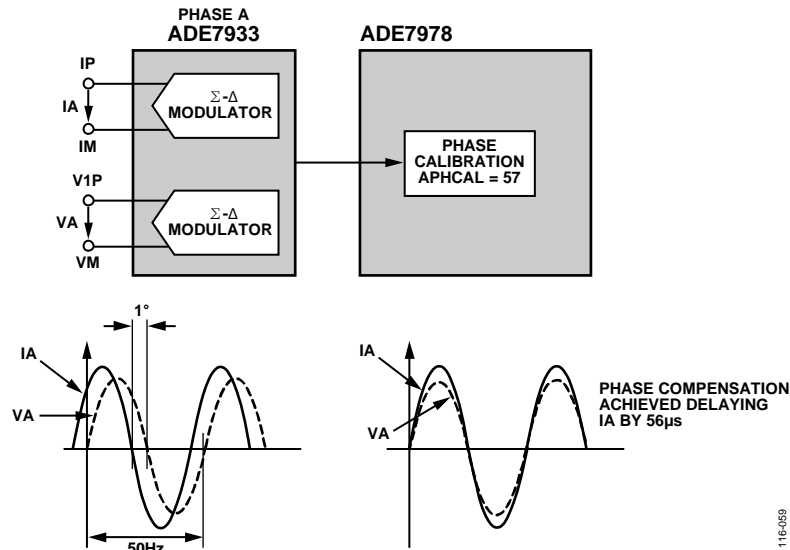 PHASE A
ADE7933
ADE7978
IP
IA
IM
Σ-Δ
MODULATOR
V1P
VA
VM
Σ-Δ
MODULATOR
PHASE
CALIBRATION
APHCAL = 57
1°
IA
VA
50Hz
IA
VA
PHASE COMPENSATION
ACHIEVED DELAYING
IA BY 56µs
116-059